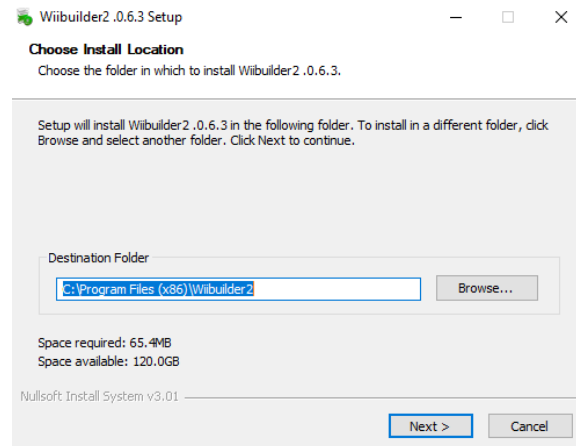 Wiibuilder2 .0.6.3 Setup
Choose Install Location
Choose the folder in which to install Wiibuilder2 .0.6.3.
Setup will install Wiibuilder2 .0.6.3 in the following folder. To install in a different folder, click
Browse and select another folder. Click Next to continue.
Destination Folder
C:\Program Files (x86)\Wiibuilder2
Browse...
Space required: 65.4MB
Space available: 120.0GB
Nullsoft Install System v3.01
Next >
Cancel